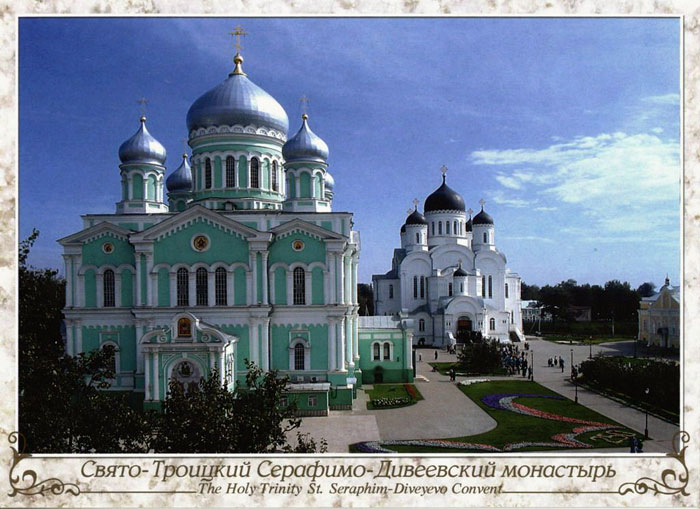 Свято-Троицкий Серафимо-Дивеевский монастырь
The Holy Trinity St. Seraphim-Diveyevo Convent